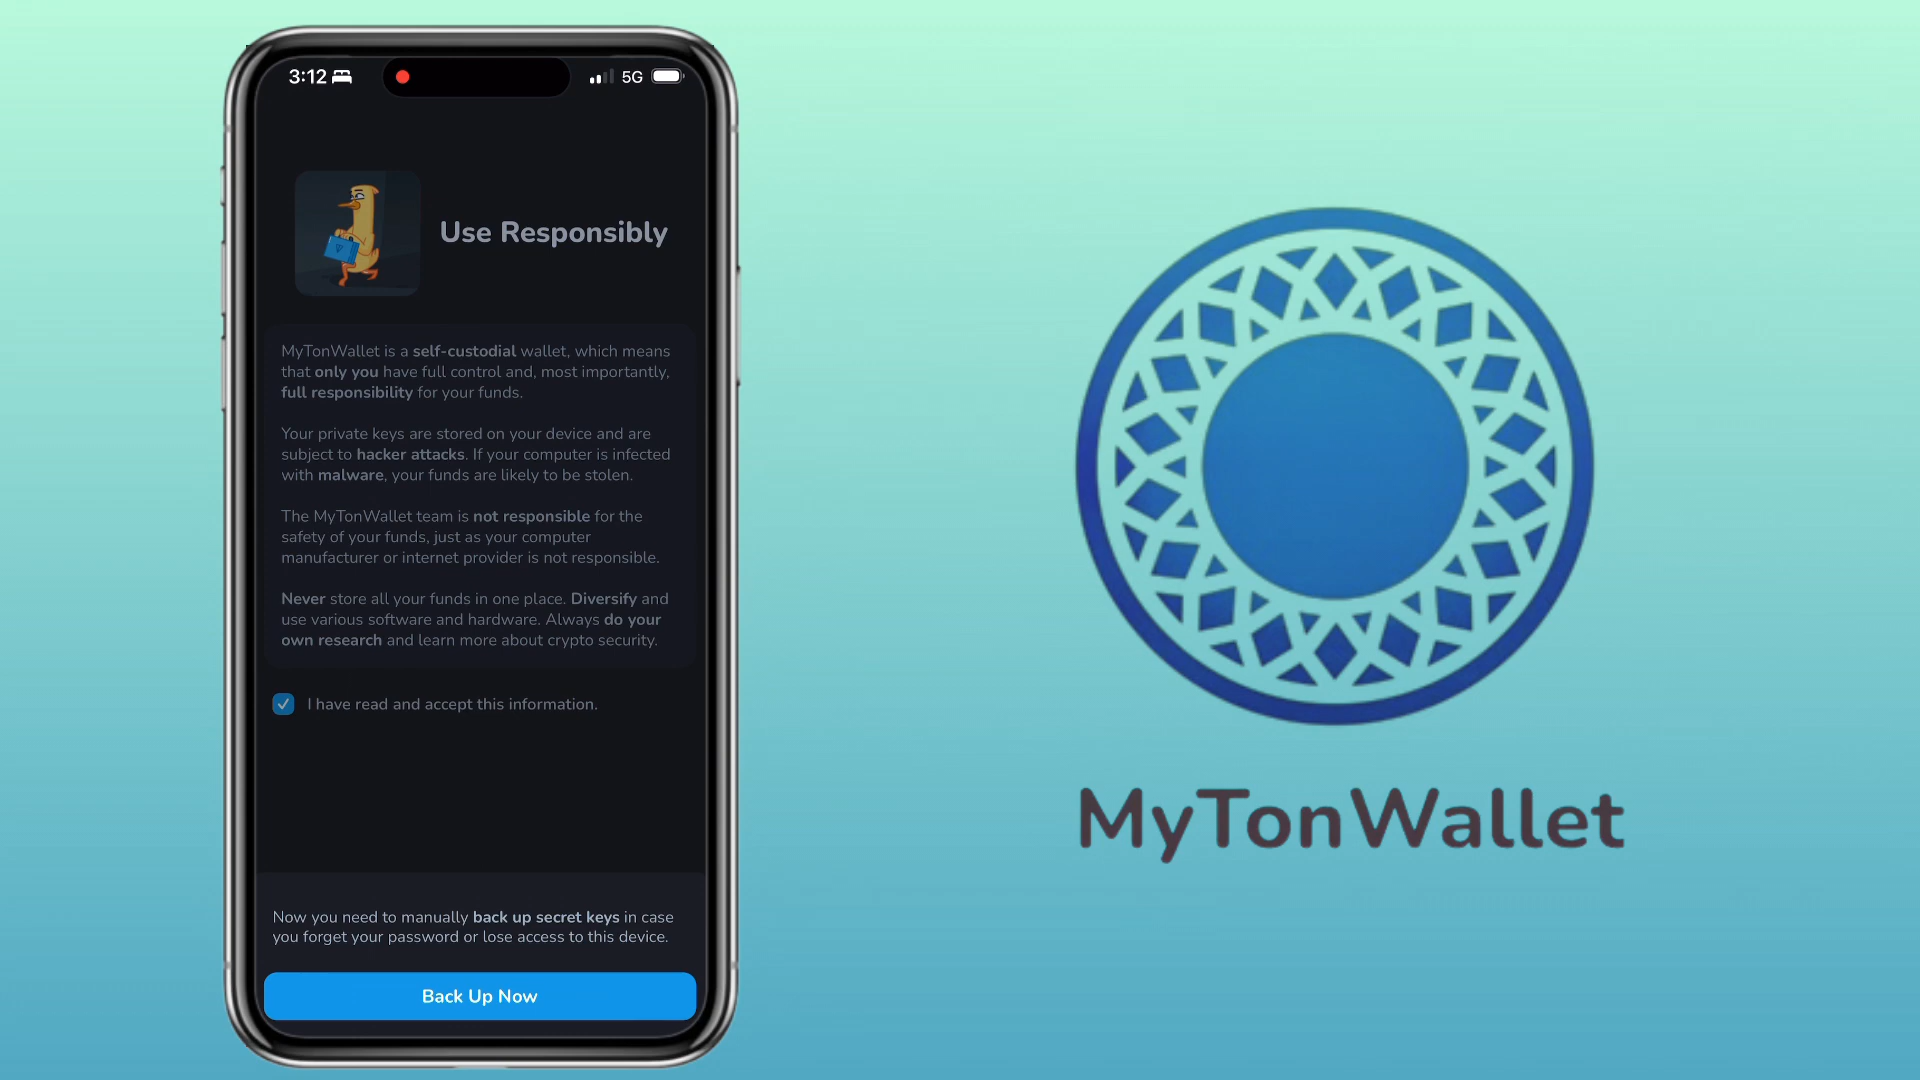 3:12
5G
Use Responsibly
MyTonWallet is a self-custodial wallet, which means
that only you have full control and, most importantly,
full responsibility for your funds.
Your private keys are stored on your device and are
subject to hacker attacks. If your computer is infected
with malware, your funds are likely to be stolen.
The MyTonWallet team is not responsible for the
safety of your funds, just as your computer
manufacturer or internet provider is not responsible.
Never store all your funds in one place. Diversify and
use various software and hardware. Always do your
own research and learn more about crypto security.
I have read and accept this information.
Now you need to manually back up secret keys in case
you forget your password or lose access to this device.
Back Up Now
MyTonWallet